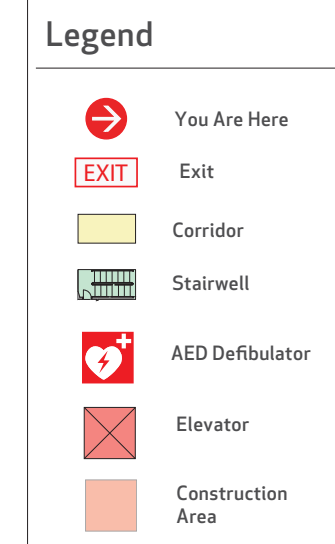 Legend
You Are Here
EXIT Exit
Corridor
Stairwell
AED Defibulator
Elevator
Construction
Area